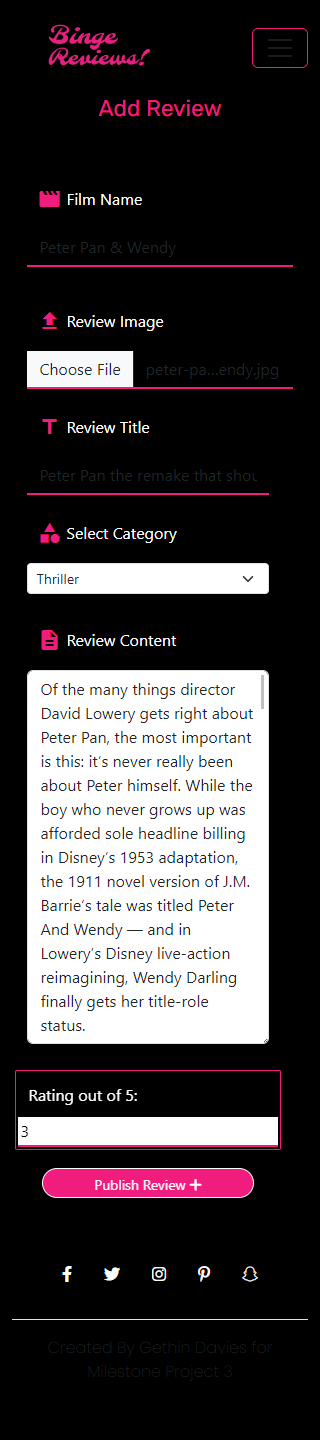 Binge
Reviews!
Add Review
Film Name
Peter Pan & Wendy
Review Image
Choose File peter-pa...endy.jpg
Review Title
Peter Pan the remake that shou
Select Category
Thriller
Review Content
Of the many things director
David Lowery gets right about
Peter Pan, the most important
is this: it’s never really been
about Peter himself. While the
boy who never grows up was
afforded sole headline billing
in Disney’s 1953 adaptation,
the 1911 novel version of J.M.
Barrie’s tale was titled Peter
And Wendy — and in
Lowery’s Disney live-action
reimagining, Wendy Darling
finally gets her title-role
status.
Rating out of 5:
3
Publish Review
Created By Gethin Davies for
Milestone Project 3